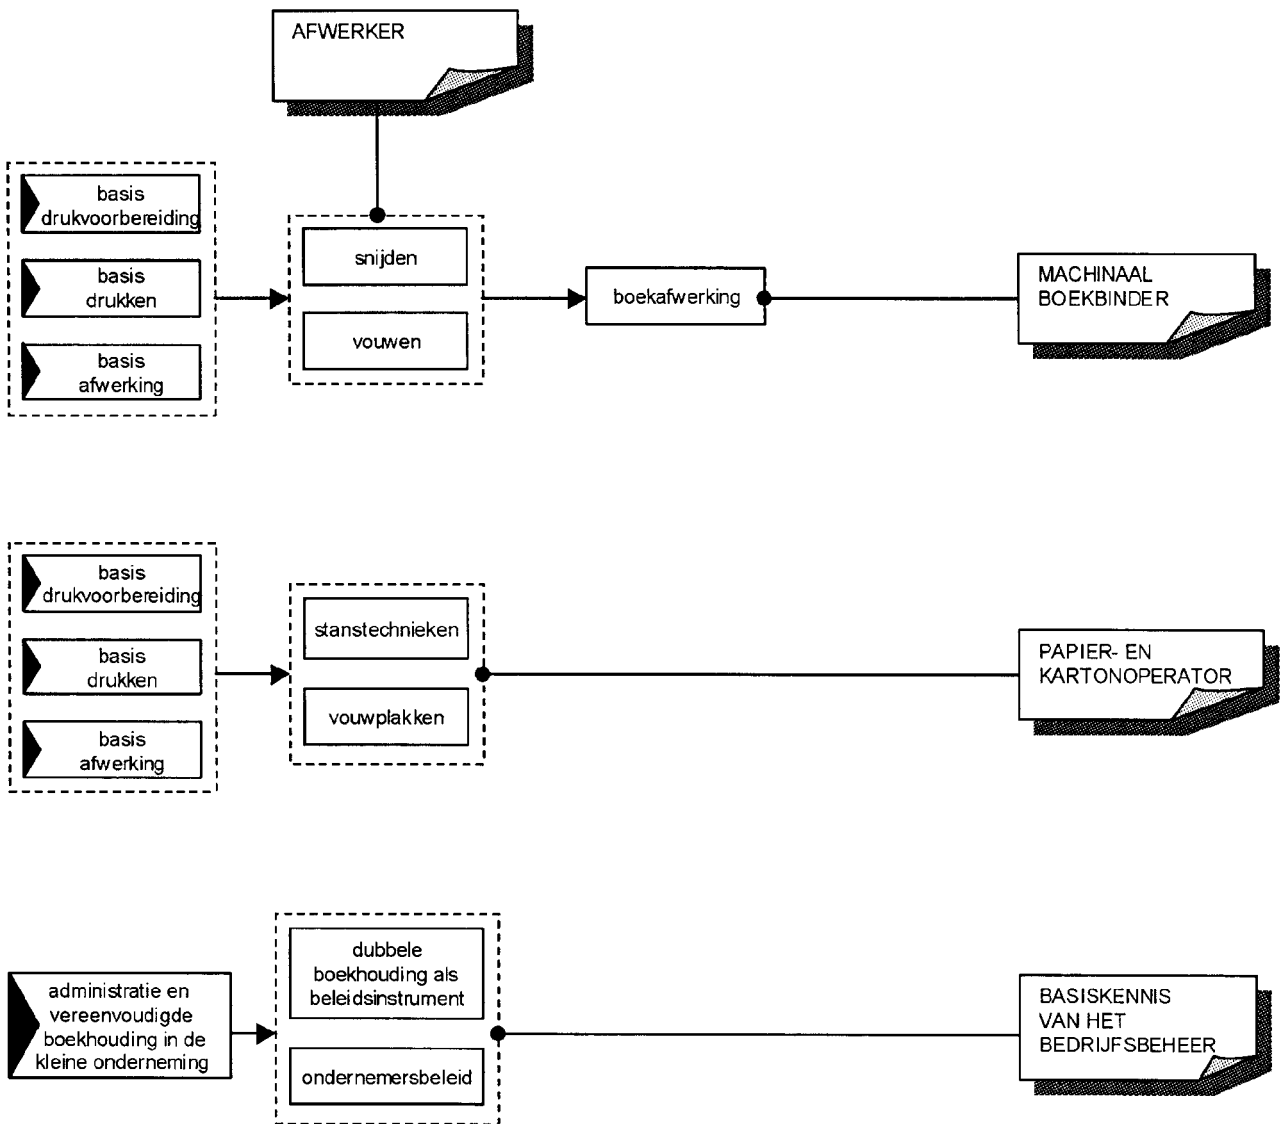 AFWERKER
basis
drukvoorbereiding
basis
drukken
basis
afwerking
snijden
vouwen
boekafwerking
MACHINAAL
BOEKBINDER
basis
drukvoorbereiding
basis
drukken
basis
afwerking
stanstechnieken
vouwplakken
PAPIER- EN
KARTONOPERATOR
administratie en
vereenvoudigde
boekhouding in de
kleine onderneming
dubbele
boekhouding als
beleidsinstrument
ondernemersbeleid
BASISKENNIS
VAN HET
BEDRIJFSBEHEER